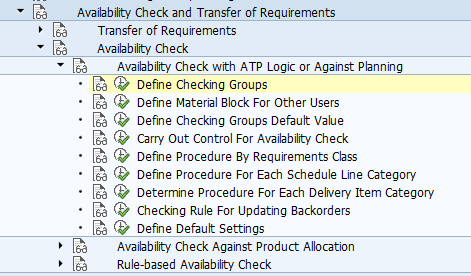 Availability Check and Transfer of Requirements
Transfer of Requirements
Availability Check
Availability Check with ATP Logic or Against Planning
Define Checking Groups
Define Material Block For Other Users
Define Checking Groups Default Value
Carry Out Control For Availability Check
Define Procedure By Requirements Class
Define Procedure For Each Schedule Line Category
Determine Procedure For Each Delivery Item Category
Checking Rule For Updating Backorders
Define Default Settings
Availability Check Against Product Allocation
Rule-based Availability Check